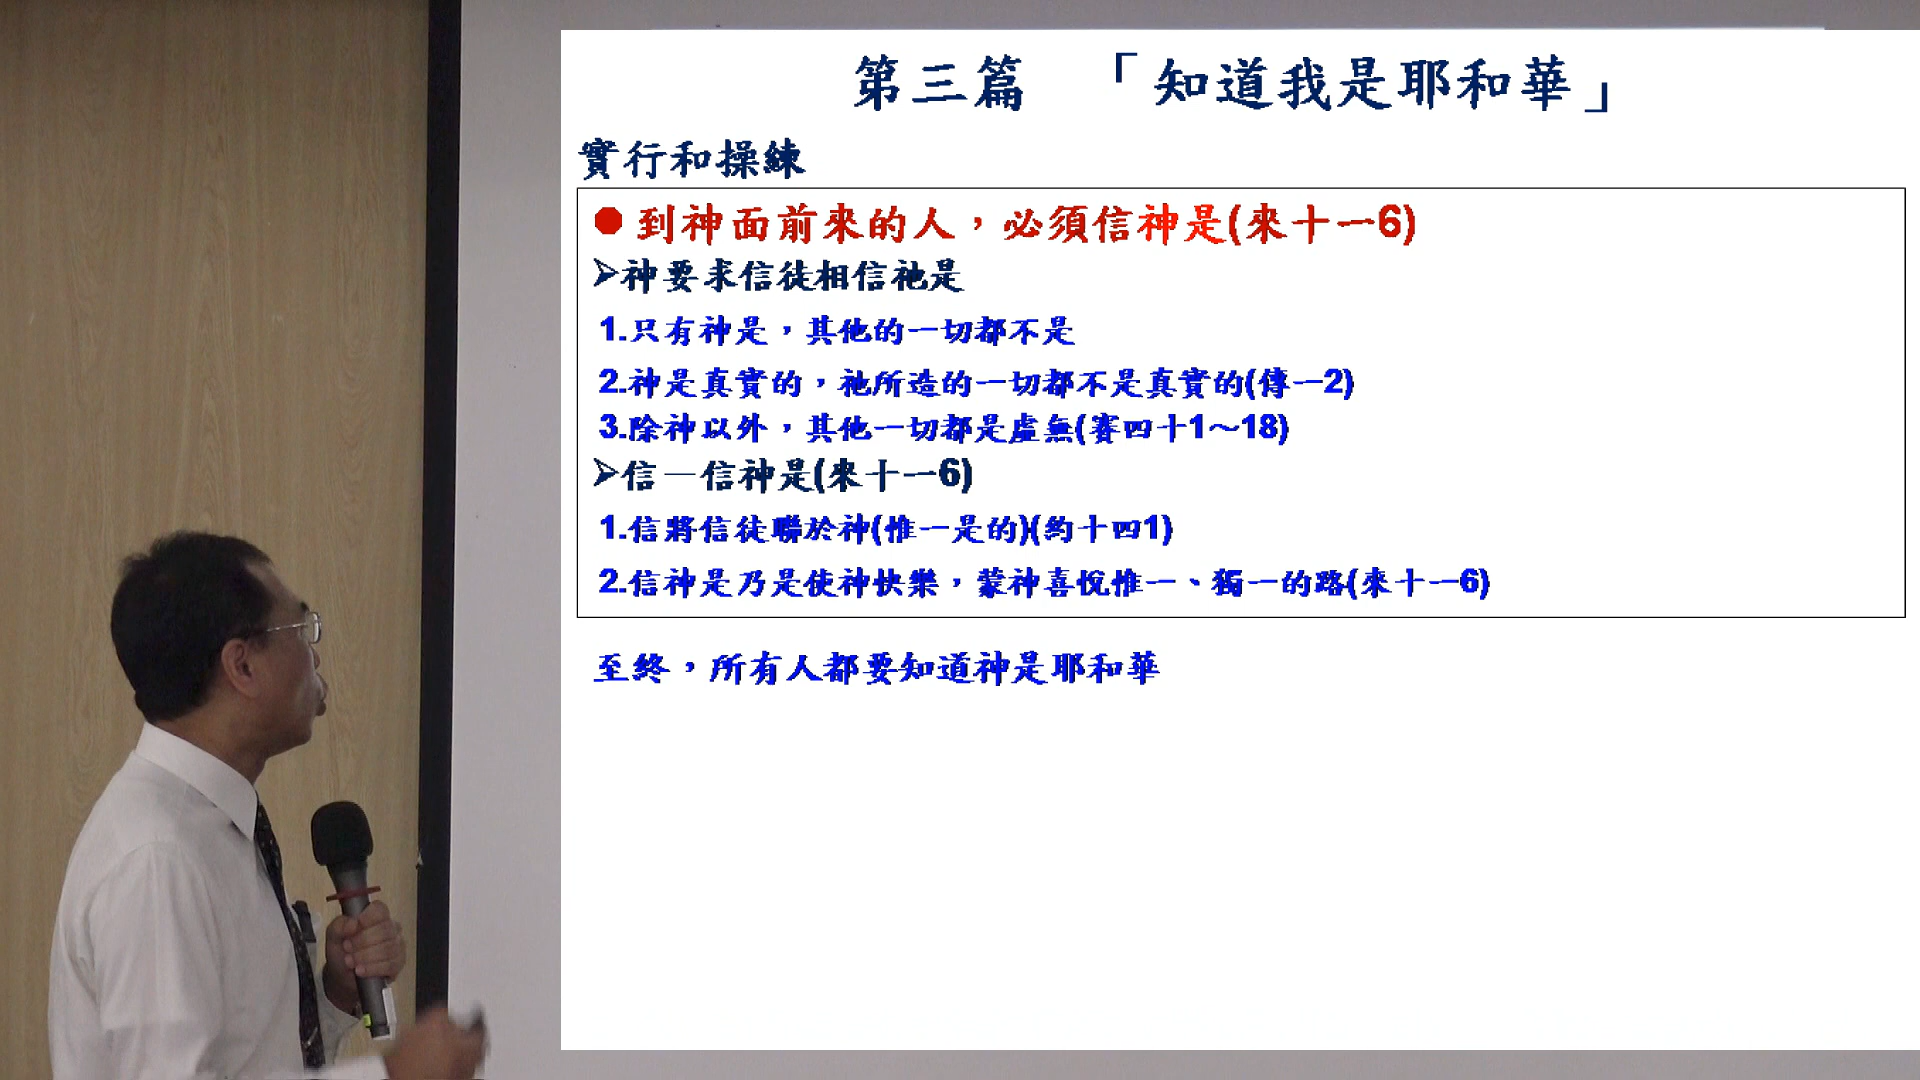 第三篇 「知道我是耶和華」
實行和操練
●到神面前來的人，必須信神是(來十一6)
➢神要求信徒相信祂是
1.只有神是，其他的一切都不是
2.神是真實的，祂所造的一切都不是真實的(傳一2)
3.除神以外，其他一切都是虛無(賽四十1～18)
➢信—信神是(來十一6)
1.信將信徒聯於神(惟一是的)(約十四1)
2.信神是乃是使神快樂，蒙神喜悅惟一、獨一的路(來十一6)
至終，所有人都要知道神是耶和華